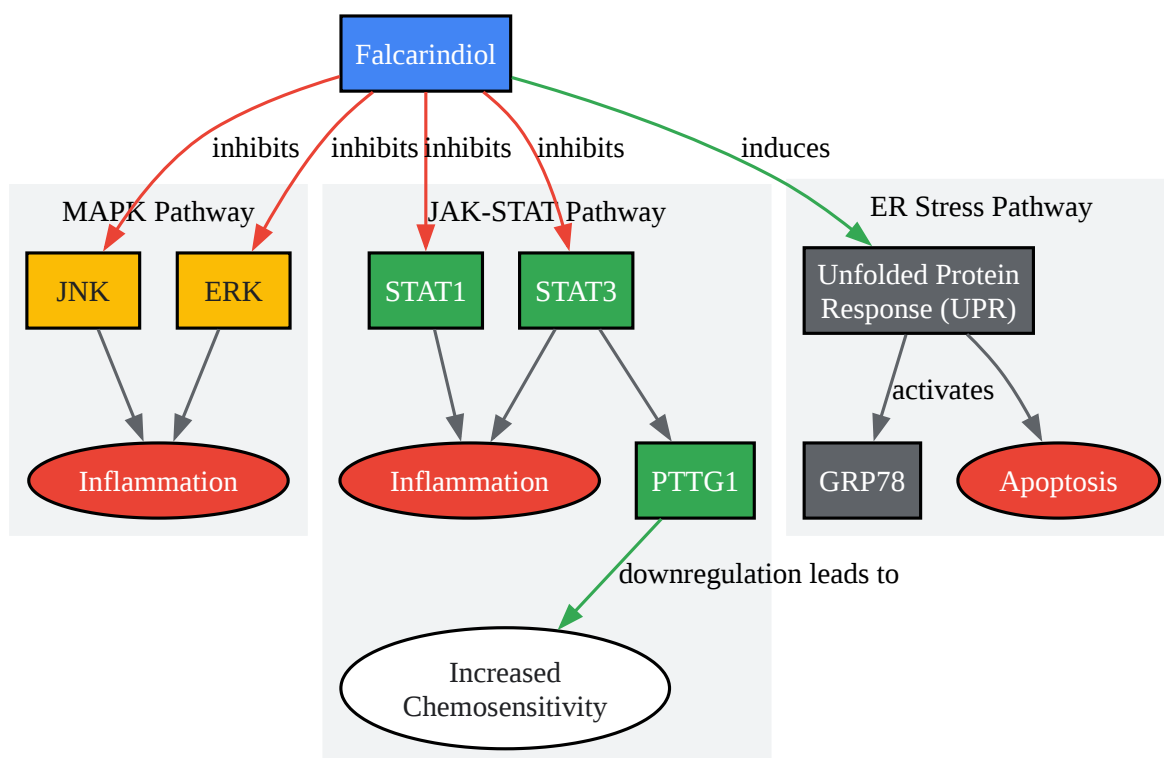 Falcarindiol
inhibits
inhibits
inhibits
inhibits
induces
MAPK Pathway
JAK-STAT Pathway
ER Stress Pathway
JNK
ERK
STAT1
STAT3
Unfolded Protein
Response (UPR)
activates
Inflammation
Inflammation
PTTG1
GRP78
Apoptosis
downregulation leads to
Increased
Chemosensitivity